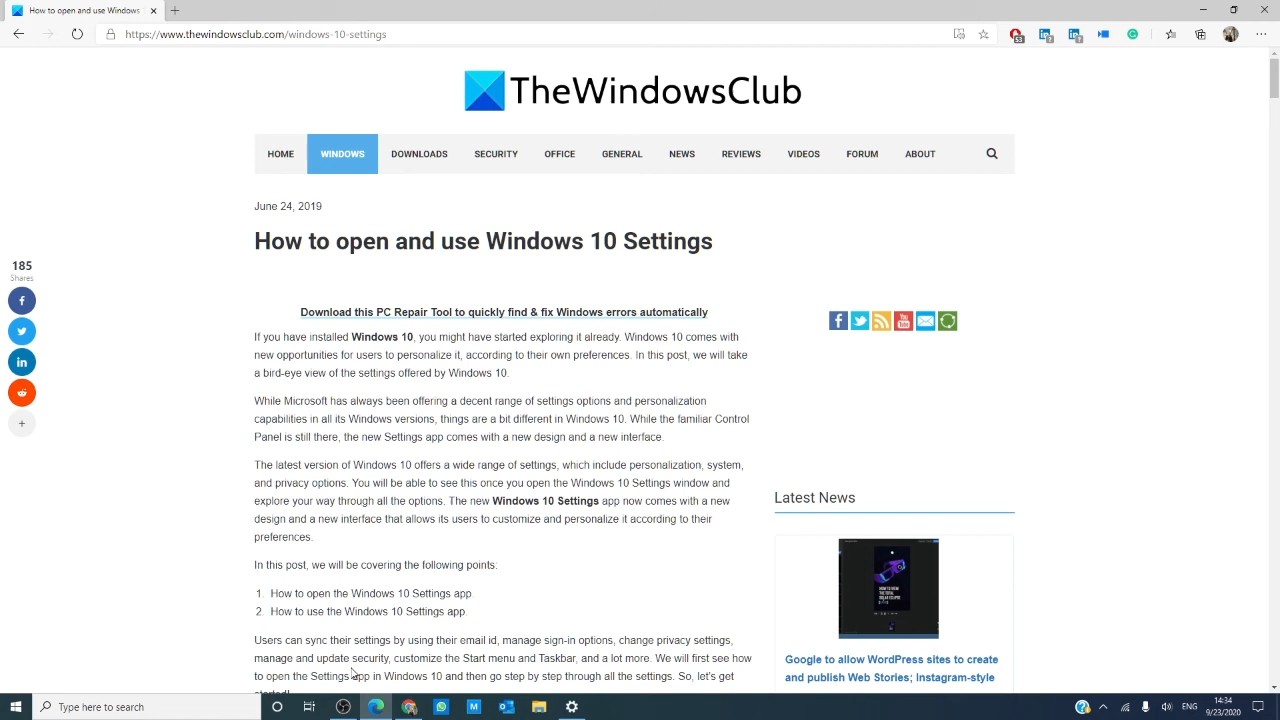 How to open and use Windows
https://www.thewindowsclub.com/windows-10-settings
TheWindowsClub
HOME WINDOWS DOWNLOADS SECURITY OFFICE GENERAL NEWS REVIEWS VIDEOS FORUM ABOUT
June 24, 2019
How to open and use Windows 10 Settings
185
Shares
Download this PC Repair Tool to quickly find & fix Windows errors automatically
If you have installed Windows 10, you might have started exploring it already. Windows 10 comes with
new opportunities for users to personalize it, according to their own preferences. In this post, we will take
a bird-eye view of the settings offered by Windows 10.
While Microsoft has always been offering a decent range of settings options and personalization
capabilities in all its Windows versions, things are a bit different in Windows 10. While the familiar Control
Panel is still there, the new Settings app comes with a new design and a new interface.
The latest version of Windows 10 offers a wide range of settings, which include personalization, system,
and privacy options. You will be able to see this once you open the Windows 10 Settings window and
explore your way through all the options. The new Windows 10 Settings app now comes with a new
design and a new interface that allows its users to customize and personalize it according to their
preferences.
In this post, we will be covering the following points:
1. How to open the Windows 10 Settings app.
2. How to use the Windows 10 Settings app.
Users can sync their settings by using their email id, manage sign-in options, change privacy settings,
manage and update security, customize the Start menu and Taskbar, and a lot more. We will first see how
to open the Settings app in Windows 10 and then go step by step through all the settings. So, let's get
started!
You
Tube
Latest News
Google to allow WordPress sites to create
and publish Web Stories; Instagram-style
Type here to search
ENG
14:34
9/23/2020